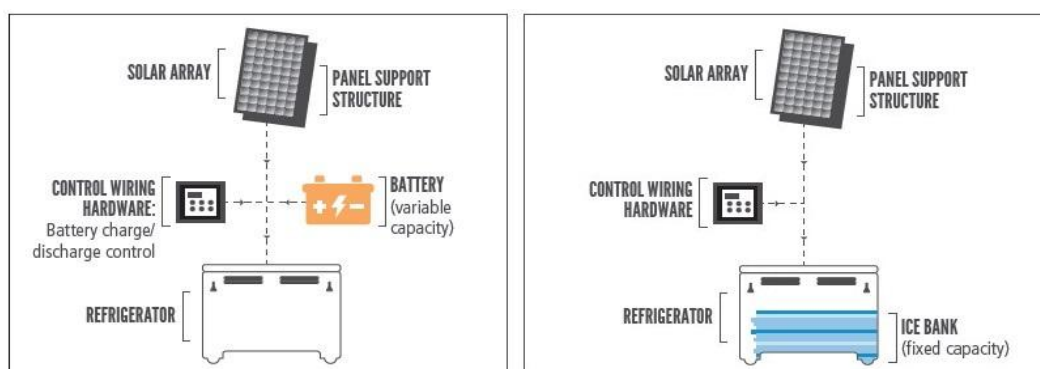 SOLAR ARRAY
PANEL SUPPORT
STRUCTURE
CONTROL WIRING
HARDWARE:
Battery charge/
discharge control
BATTERY
(variable
capacity)
REFRIGERATOR
SOLAR ARRAY
PANEL SUPPORT
STRUCTURE
CONTROL WIRING
HARDWARE
REFRIGERATOR
ICE BANK
(fixed capacity)